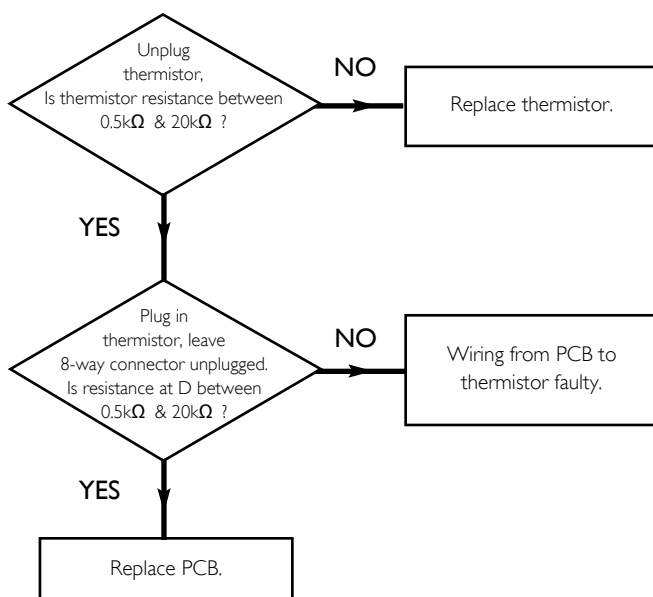 Unplug
thermistor,
Is thermistor resistance between
0.5kΩ & 20kΩ ?
NO
Replace thermistor.
YES
Plug in
thermistor, leave
8-way connector unplugged.
Is resistance at D between
0.5kΩ & 20kΩ ?
NO
Wiring from PCB to
thermistor faulty.
YES
Replace PCB.